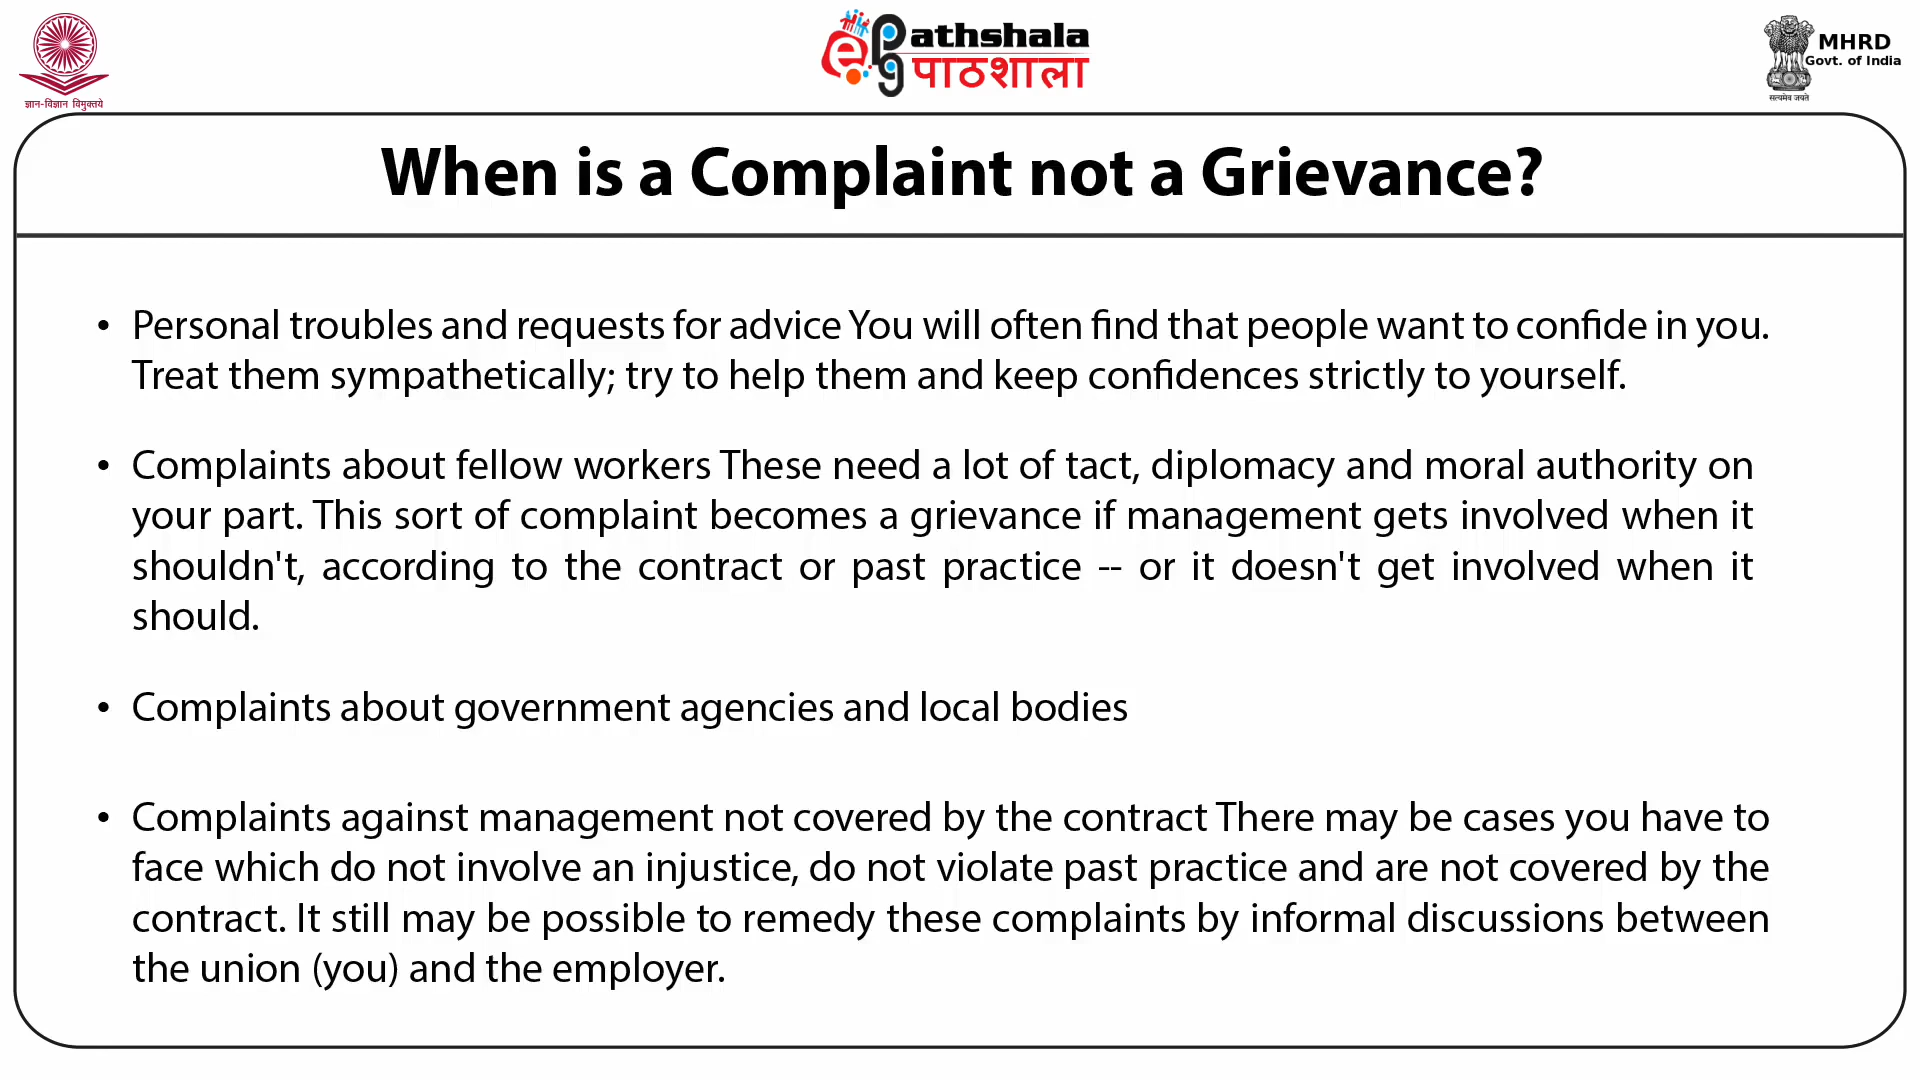 ज्ञान-विज्ञान विमुक्तये
ePathshala
पाठशाला
MHRD
Govt. of India
सत्यमेव जयते
When is a Complaint not a Grievance?
• Personal troubles and requests for advice You will often find that people want to confide in you.
Treat them sympathetically; try to help them and keep confidences strictly to yourself.
• Complaints about fellow workers These need a lot of tact, diplomacy and moral authority on
your part. This sort of complaint becomes a grievance if management gets involved when it
shouldn't, according to the contract or past practice -- or it doesn't get involved when it
should.
• Complaints about government agencies and local bodies
• Complaints against management not covered by the contract There may be cases you have to
face which do not involve an injustice, do not violate past practice and are not covered by the
contract. It still may be possible to remedy these complaints by informal discussions between
the union (you) and the employer.